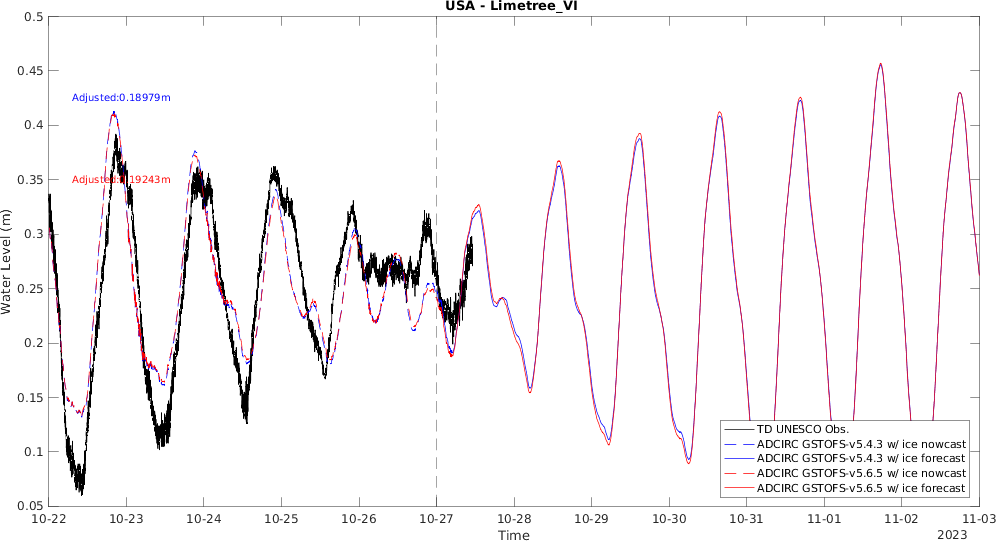 USA - Limetree_VI
0.5
0.45
0.4
0.35
0.3
0.25
0.2
0.15
0.1
0.05
Water Level (m)
Adjusted:0.18979m
Adjusted:0.19243m
TD UNESCO Obs.
ADCIRC GSTOFS-v5.4.3 w/ ice nowcast
ADCIRC GSTOFS-v5.4.3 w/ ice forecast
ADCIRC GSTOFS-v5.6.5 w/ ice nowcast
ADCIRC GSTOFS-v5.6.5 w/ ice forecast
10-22 10-23 10-24 10-25 10-26 10-27 10-28 10-29 10-30 10-31 11-01 11-02 11-03
Time
2023